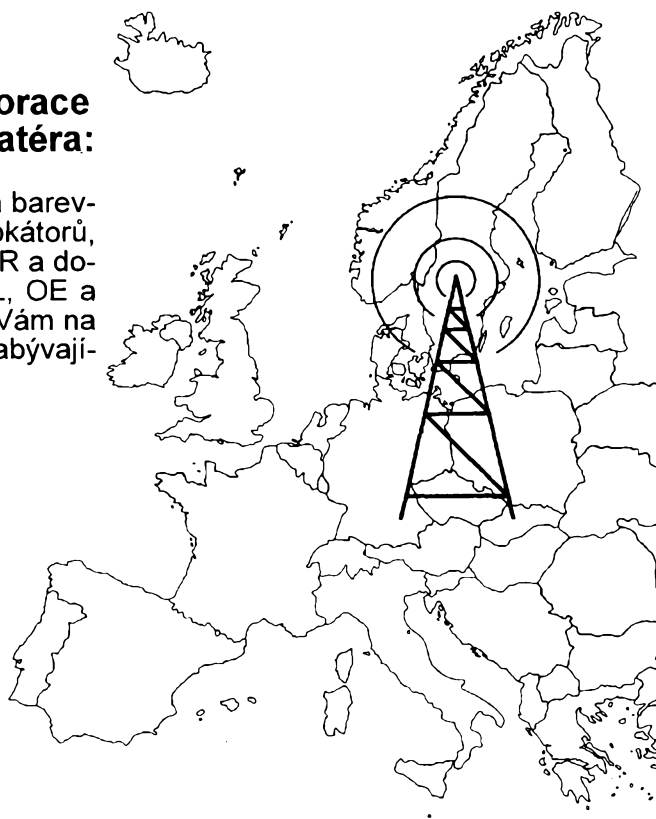 orace
atéra:
barev-
okátorů,
R a do-
, OE a
Vám na
abývají-